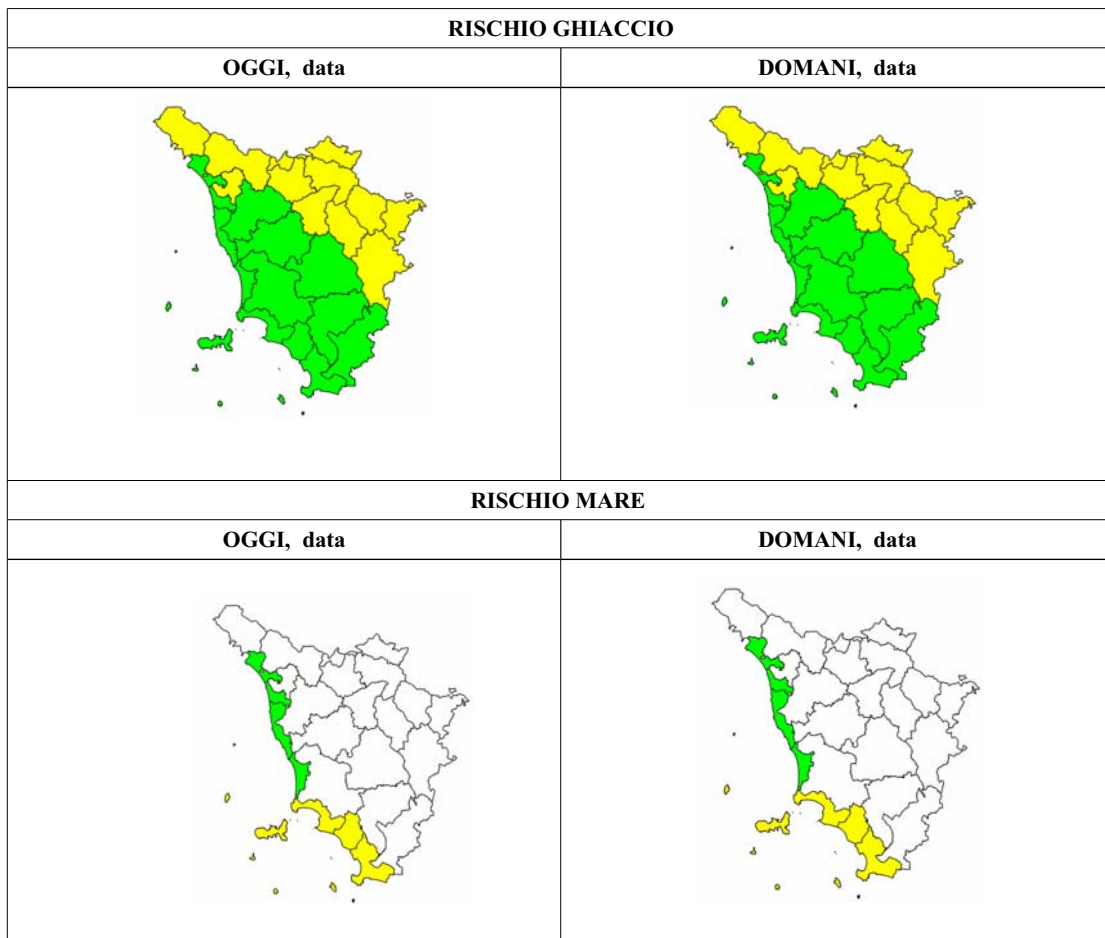 RISCHIO GHIACCIO
OGGI, data
DOMANI, data
RISCHIO MARE
OGGI, data
DOMANI, data